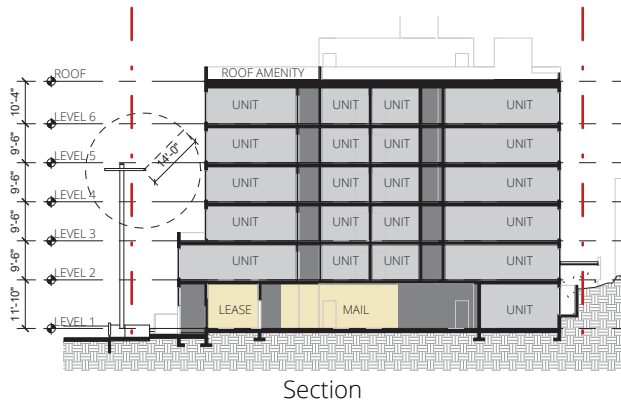 ROOF
ROOF AMENITY
10'-4"
UNIT UNIT UNIT UNIT
LEVEL 6
9'-6"
UNIT UNIT UNIT UNIT
LEVEL 5
14'-0"
9'-6"
UNIT UNIT UNIT UNIT
LEVEL 4
9'-6"
UNIT UNIT UNIT UNIT
LEVEL 3
9'-6"
UNIT UNIT UNIT UNIT
LEVEL 2
11'-10"
LEASE MAIL UNIT
LEVEL 1
Section